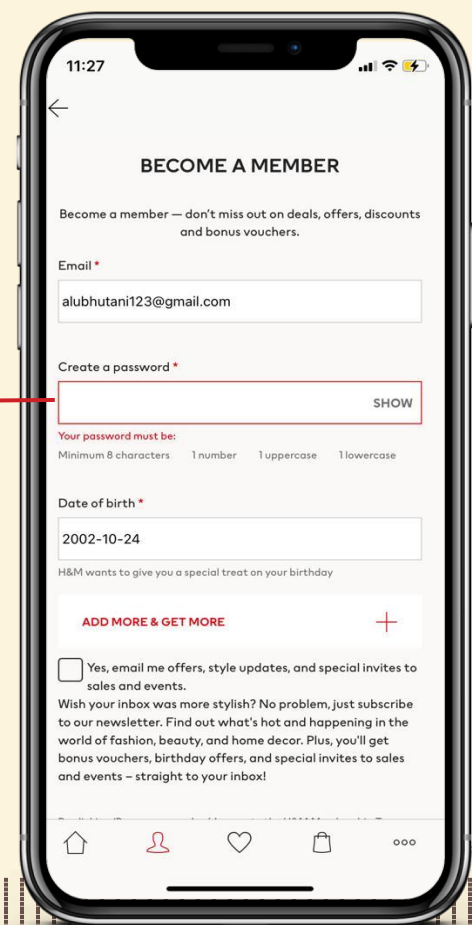 11:27
BECOME A MEMBER
Become a member — don't miss out on deals, offers, discounts
and bonus vouchers.
Email *
alubhutani123@gmail.com
Create a password *
SHOW
Your password must be:
Minimum 8 characters 1 number 1 uppercase 1 lowercase
Date of birth *
2002-10-24
H&M wants to give you a special treat on your birthday
ADD MORE & GET MORE
Yes, email me offers, style updates, and special invites to
sales and events.
Wish your inbox was more stylish? No problem, just subscribe
to our newsletter. Find out what's hot and happening in the
world of fashion, beauty, and home decor. Plus, you'll get
bonus vouchers, birthday offers, and special invites to sales
and events – straight to your inbox!